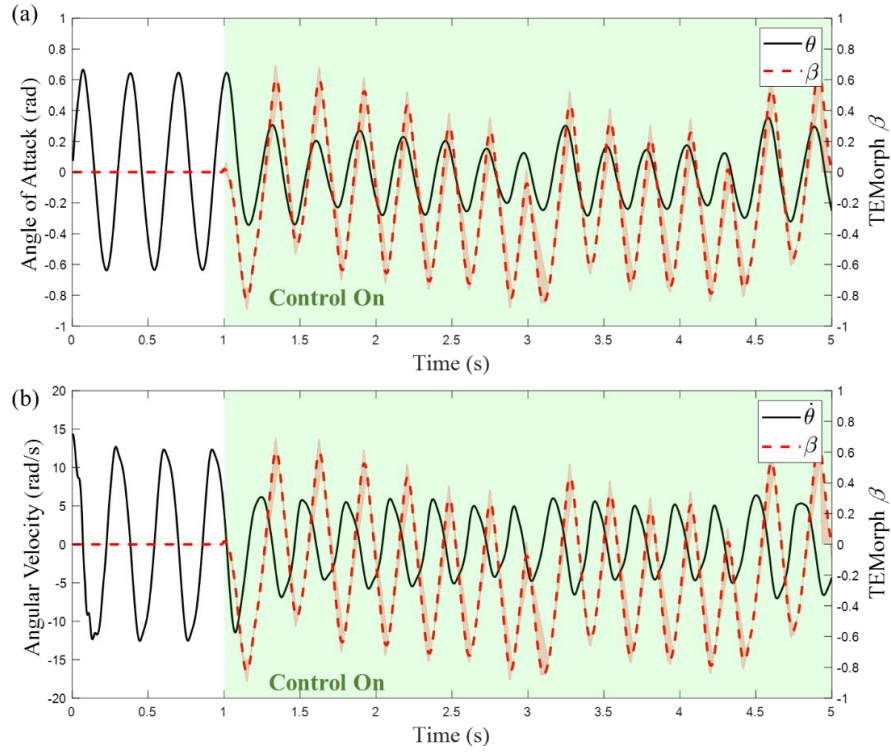 (a)
1
0.8
0.6
0.4
0.2
0
-0.2
-0.4
-0.6
-0.8
-1
Angle of Attack (rad)
1
0.8
0.6
0.4
0.2
0
-0.2
-0.4
-0.6
-0.8
-1
TEMorph β
θ
β
Control On
0 0.5 1 1.5 2 2.5 3 3.5 4 4.5 5
Time (s)
(b)
20
15
10
5
0
-5
-10
-15
-20
Angular Velocity (rad/s)
1
0.8
0.6
0.4
0.2
0
-0.2
-0.4
-0.6
-0.8
-1
TEMorph β
θ̇
β
Control On
0 0.5 1 1.5 2 2.5 3 3.5 4 4.5 5
Time (s)